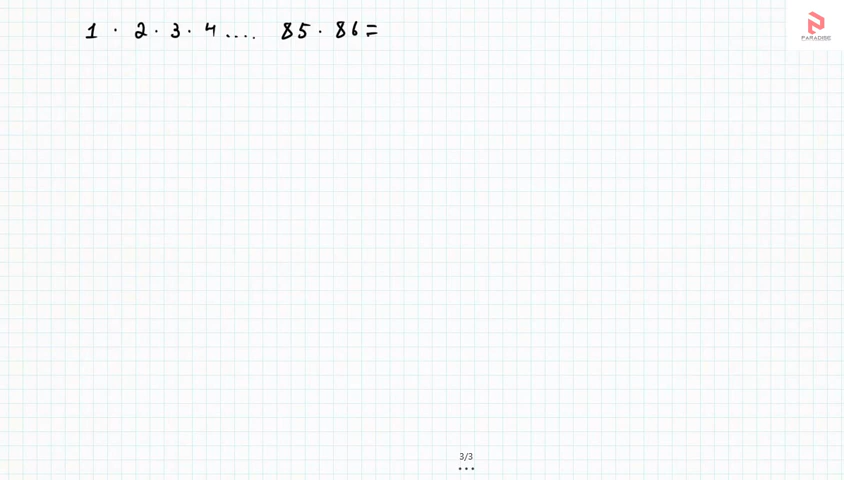 1 · 2 · 3 · 4 .... 85 · 86 =
PARADISE
3/3